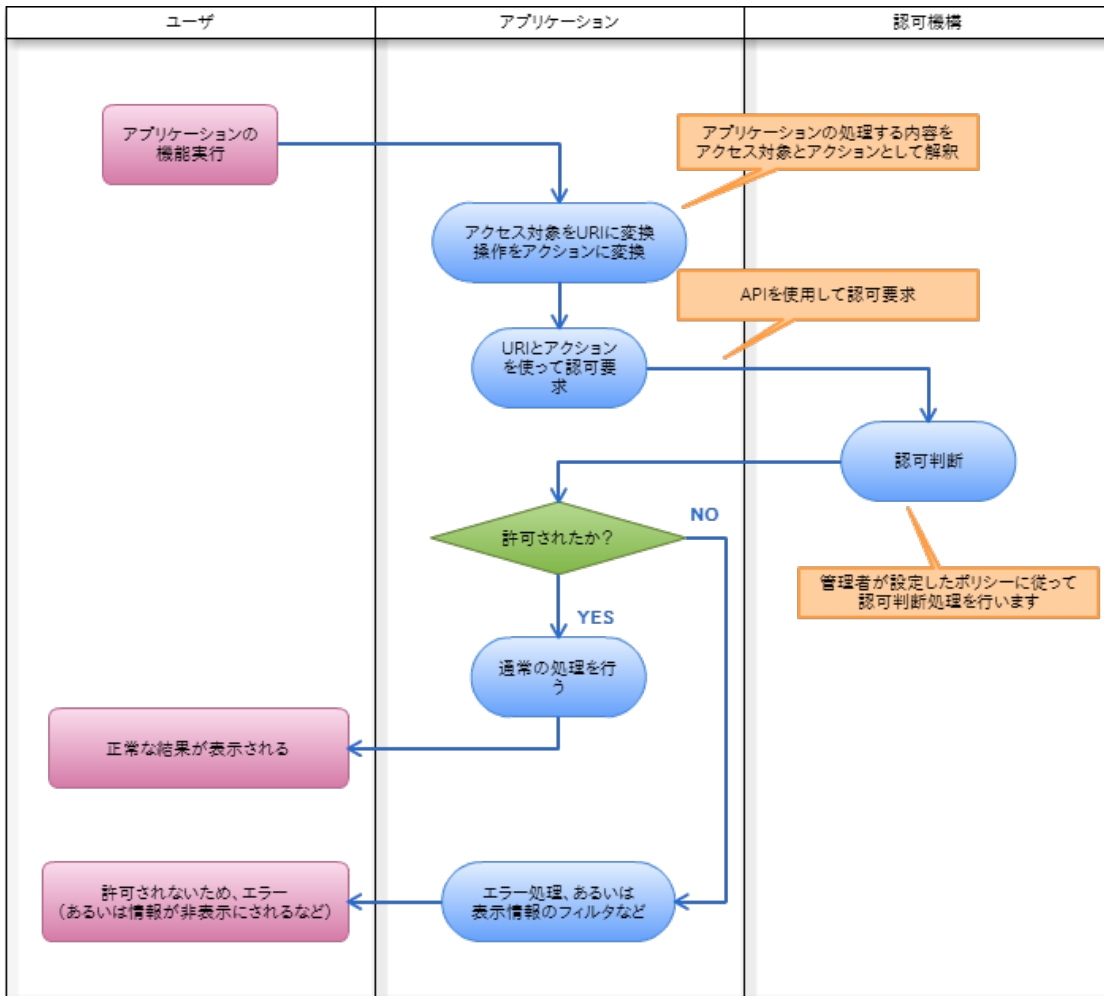 ユーザ
アプリケーション
認可機構
アプリケーションの
機能実行
アプリケーションの処理する内容を
アクセス対象とアクションとして解釈
アクセス対象をURIに変換
操作をアクションに変換
APIを使用して認可要求
URIとアクション
を使って認可要
求
認可判断
許可されたか？
NO
管理者が設定したポリシーに従って
認可判断処理を行います
YES
通常の処理を行
う
正常な結果が表示される
許可されないため、エラー
（あるいは情報が非表示にされるなど）
エラー処理、あるいは
表示情報のフィルタなど